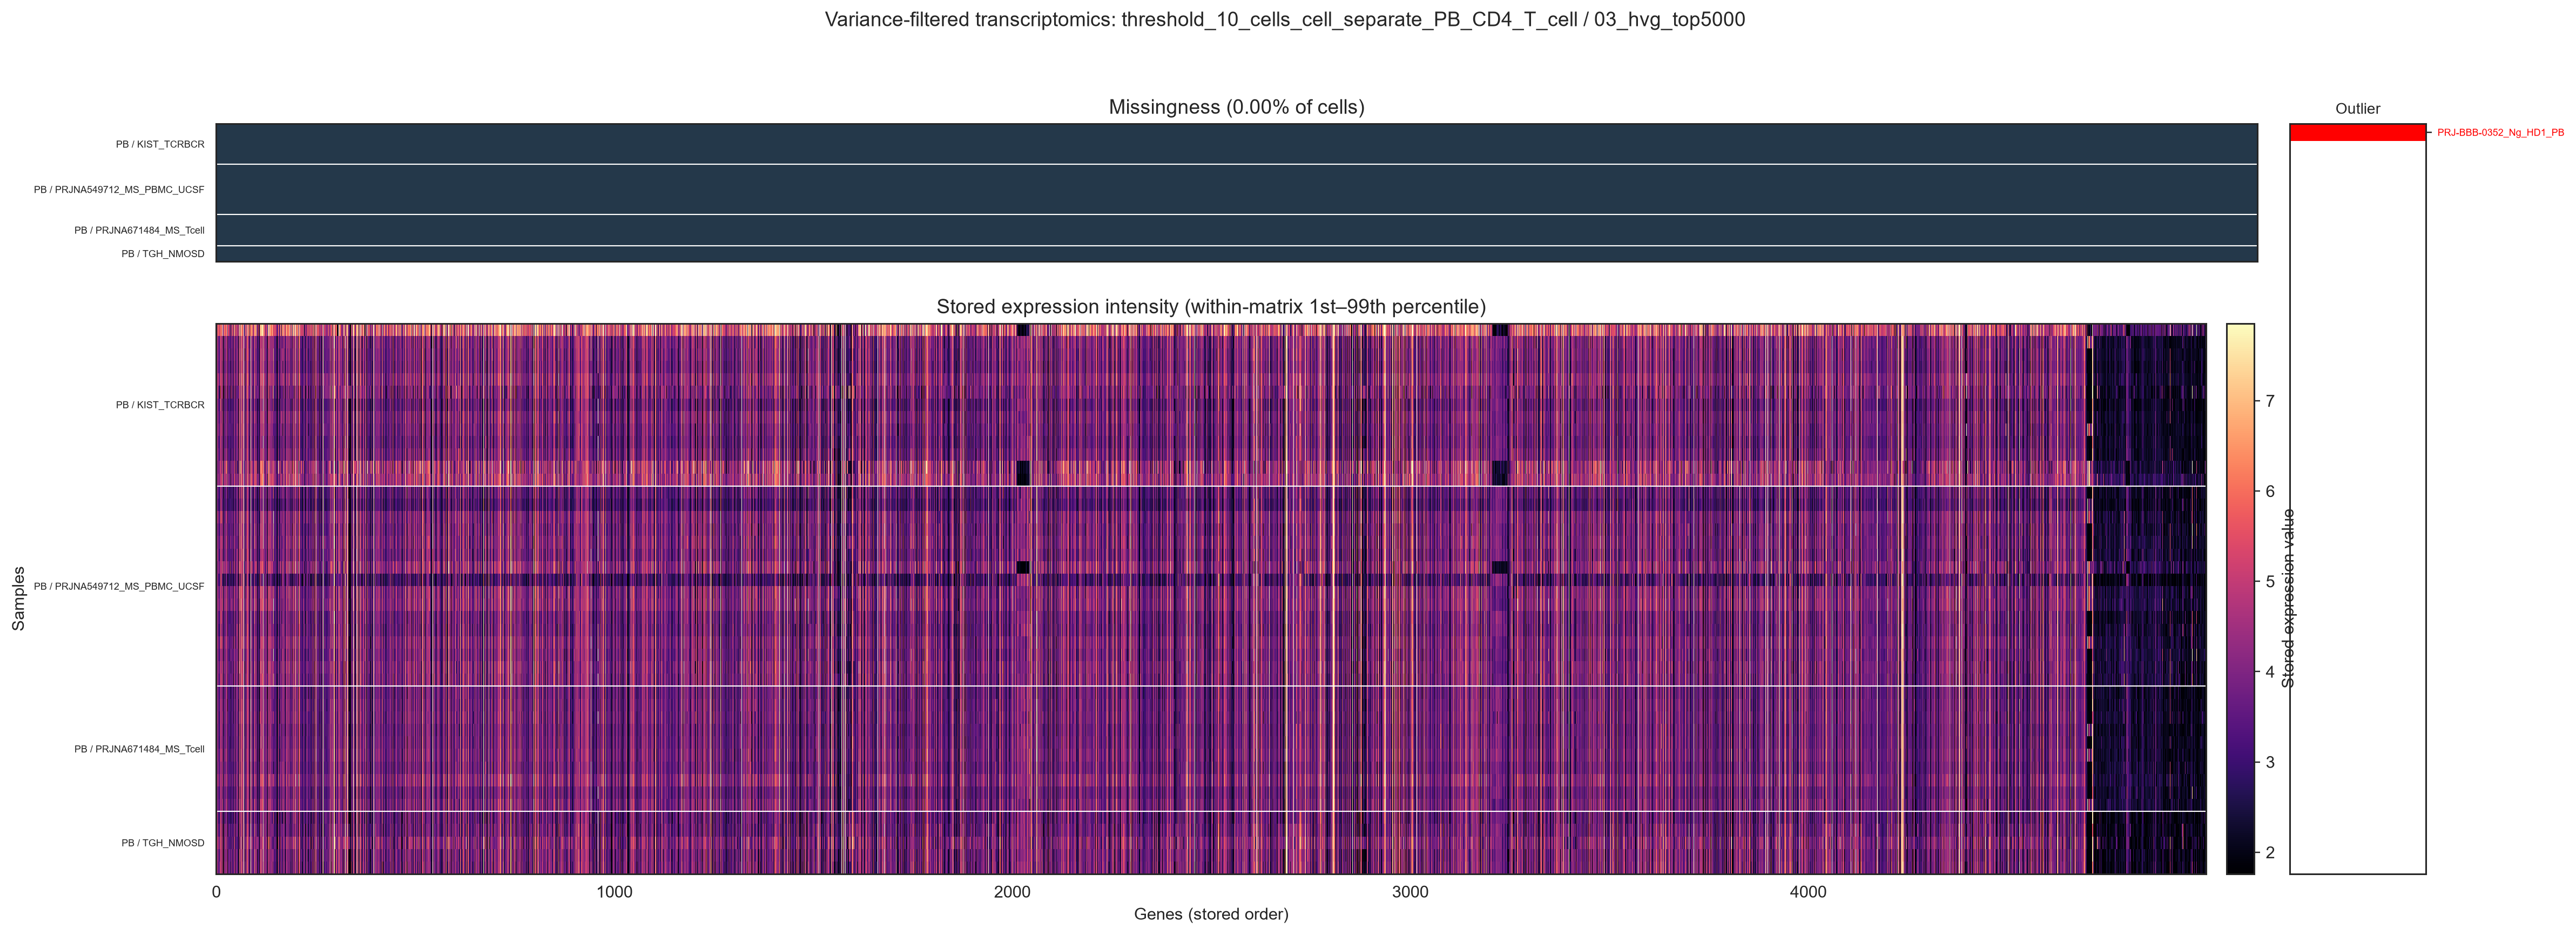 Variance-filtered transcriptomics: threshold_10_cells_cell_separate_PB_CD4_T_cell / 03_hvg_top5000
Missingness (0.00% of cells)
PB / KIST_TCRBCR
PB / PRJNA549712_MS_PBMC_UCSF
PB / PRJNA671484_MS_Tcell
PB / TGH_NMOSD
Outlier
PRJ-BBB-0352_Ng_HD1_PB
Stored expression intensity (within-matrix 1st–99th percentile)
Samples
PB / KIST_TCRBCR
PB / PRJNA549712_MS_PBMC_UCSF
PB / PRJNA671484_MS_Tcell
PB / TGH_NMOSD
0
1000
2000
3000
4000
Genes (stored order)
7
6
5
4
3
2
Stored expression value